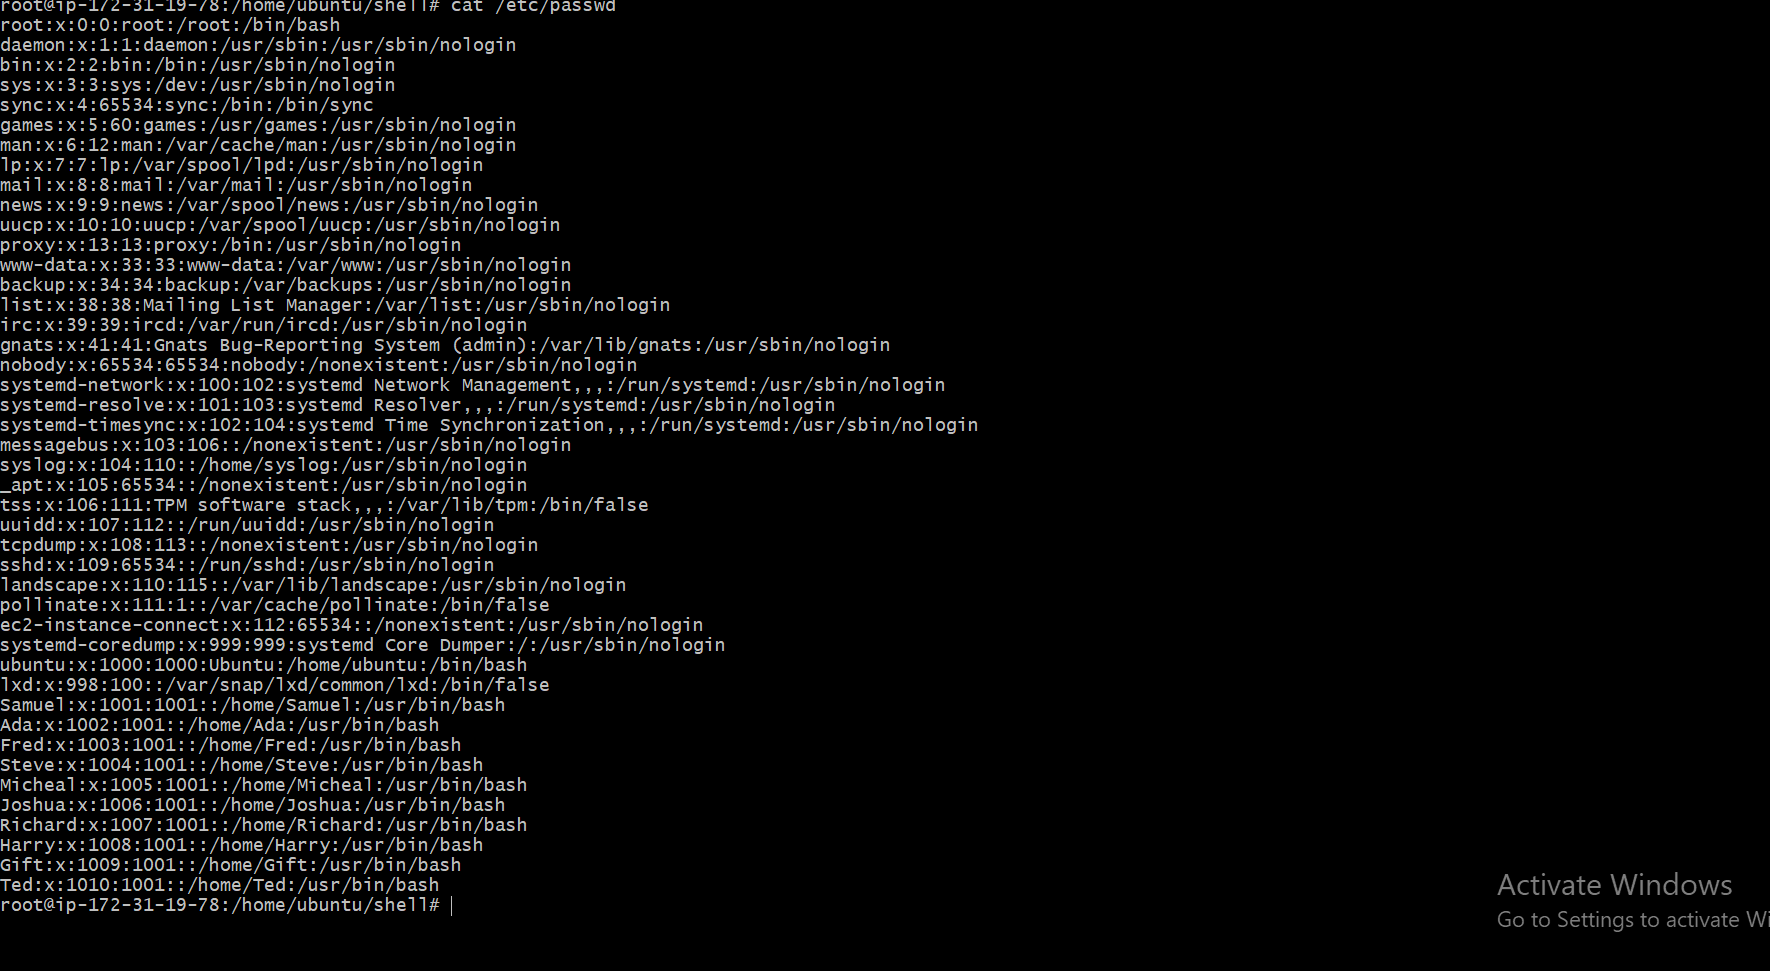 root@ip-172-31-19-78:/home/ubuntu/shell# cat /etc/passwd
root:x:0:0:root:/root:/bin/bash
daemon:x:1:1:daemon:/usr/sbin:/usr/sbin/nologin
bin:x:2:2:bin:/bin:/usr/sbin/nologin
sys:x:3:3:sys:/dev:/usr/sbin/nologin
sync:x:4:65534:sync:/bin:/bin/sync
games:x:5:60:games:/usr/games:/usr/sbin/nologin
man:x:6:12:man:/var/cache/man:/usr/sbin/nologin
lp:x:7:7:lp:/var/spool/lpd:/usr/sbin/nologin
mail:x:8:8:mail:/var/mail:/usr/sbin/nologin
news:x:9:9:news:/var/spool/news:/usr/sbin/nologin
uucp:x:10:10:uucp:/var/spool/uucp:/usr/sbin/nologin
proxy:x:13:13:proxy:/bin:/usr/sbin/nologin
www-data:x:33:33:www-data:/var/www:/usr/sbin/nologin
backup:x:34:34:backup:/var/backups:/usr/sbin/nologin
list:x:38:38:Mailing List Manager:/var/list:/usr/sbin/nologin
irc:x:39:39:ircd:/var/run/ircd:/usr/sbin/nologin
gnats:x:41:41:Gnats Bug-Reporting System (admin):/var/lib/gnats:/usr/sbin/nologin
nobody:x:65534:65534:nobody:/nonexistent:/usr/sbin/nologin
systemd-network:x:100:102:systemd Network Management,,,:/run/systemd:/usr/sbin/nologin
systemd-resolve:x:101:103:systemd Resolver,,,:/run/systemd:/usr/sbin/nologin
systemd-timesync:x:102:104:systemd Time Synchronization,,,:/run/systemd:/usr/sbin/nologin
messagebus:x:103:106::/nonexistent:/usr/sbin/nologin
syslog:x:104:110::/home/syslog:/usr/sbin/nologin
_apt:x:105:65534::/nonexistent:/usr/sbin/nologin
tss:x:106:111:TPM software stack,,,:/var/lib/tpm:/bin/false
uuidd:x:107:112::/run/uuidd:/usr/sbin/nologin
tcpdump:x:108:113::/nonexistent:/usr/sbin/nologin
sshd:x:109:65534::/run/sshd:/usr/sbin/nologin
landscape:x:110:115::/var/lib/landscape:/usr/sbin/nologin
pollinate:x:111:1::/var/cache/pollinate:/bin/false
ec2-instance-connect:x:112:65534::/nonexistent:/usr/sbin/nologin
systemd-coredump:x:999:999:systemd Core Dumper:/:/usr/sbin/nologin
ubuntu:x:1000:1000:Ubuntu:/home/ubuntu:/bin/bash
lxd:x:998:100::/var/snap/lxd/common/lxd:/bin/false
Samuel:x:1001:1001::/home/Samuel:/usr/bin/bash
Ada:x:1002:1001::/home/Ada:/usr/bin/bash
Fred:x:1003:1001::/home/Fred:/usr/bin/bash
Steve:x:1004:1001::/home/Steve:/usr/bin/bash
Micheal:x:1005:1001::/home/Micheal:/usr/bin/bash
Joshua:x:1006:1001::/home/Joshua:/usr/bin/bash
Richard:x:1007:1001::/home/Richard:/usr/bin/bash
Harry:x:1008:1001::/home/Harry:/usr/bin/bash
Gift:x:1009:1001::/home/Gift:/usr/bin/bash
Ted:x:1010:1001::/home/Ted:/usr/bin/bash
root@ip-172-31-19-78:/home/ubuntu/shell#
Activate Windows
Go to Settings to activate Wi